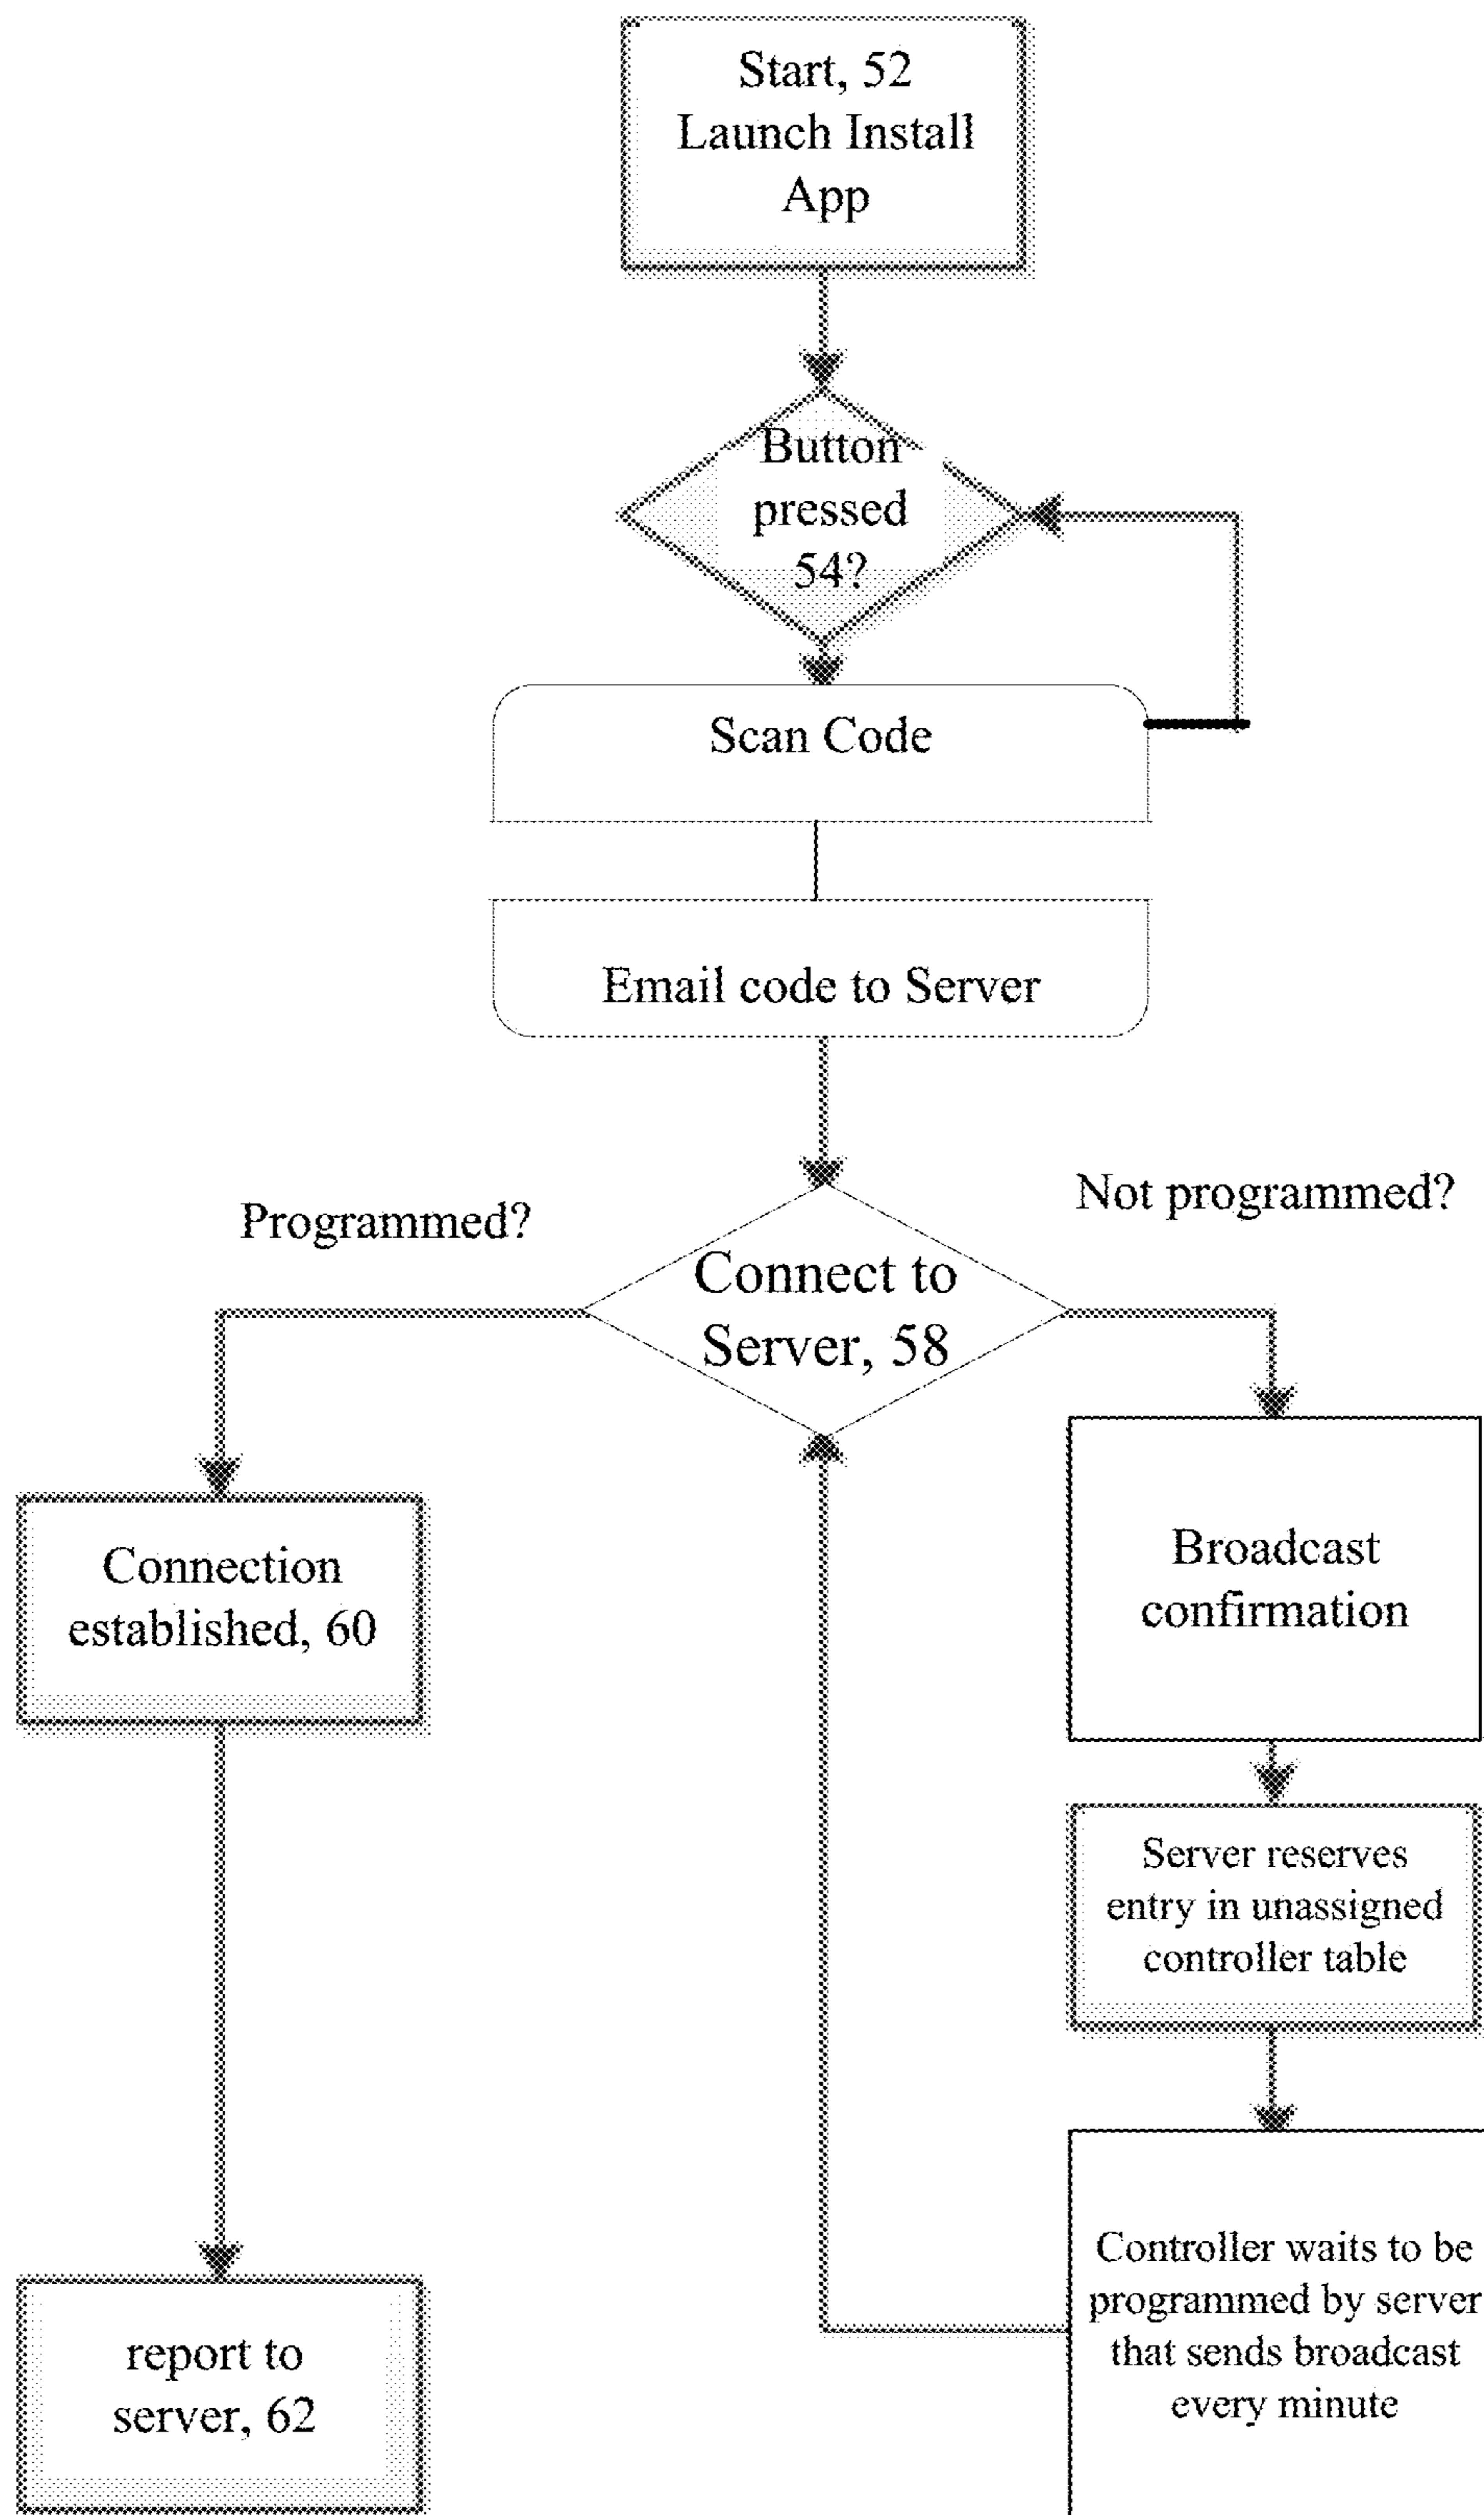 Start, 52
Launch Install
App
Button
pressed
54?
Scan Code
Email code to Server
Programmed?
Not programmed?
Connect to
Server, 58
Connection
established, 60
Broadcast
confirmation
Server reserves
entry in unassigned
controller table
Controller waits to be
programmed by server
that sends broadcast
every minute
report to
server, 62